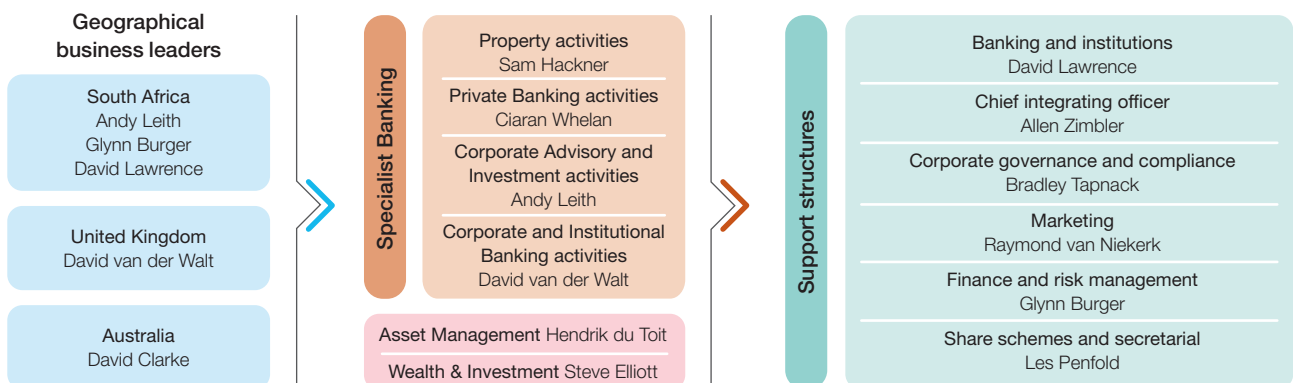 Geographical
business leaders
South Africa
Andy Leith
Glynn Burger
David Lawrence
United Kingdom
David van der Walt
Australia
David Clarke
Specialist Banking
Property activities
Sam Hackner
Private Banking activities
Ciaran Whelan
Corporate Advisory and
Investment activities
Andy Leith
Corporate and Institutional
Banking activities
David van der Walt
Asset Management Hendrik du Toit
Wealth & Investment Steve Elliott
Support structures
Banking and institutions
David Lawrence
Chief integrating officer
Allen Zimbler
Corporate governance and compliance
Bradley Tapnack
Marketing
Raymond van Niekerk
Finance and risk management
Glynn Burger
Share schemes and secretarial
Les Penfold